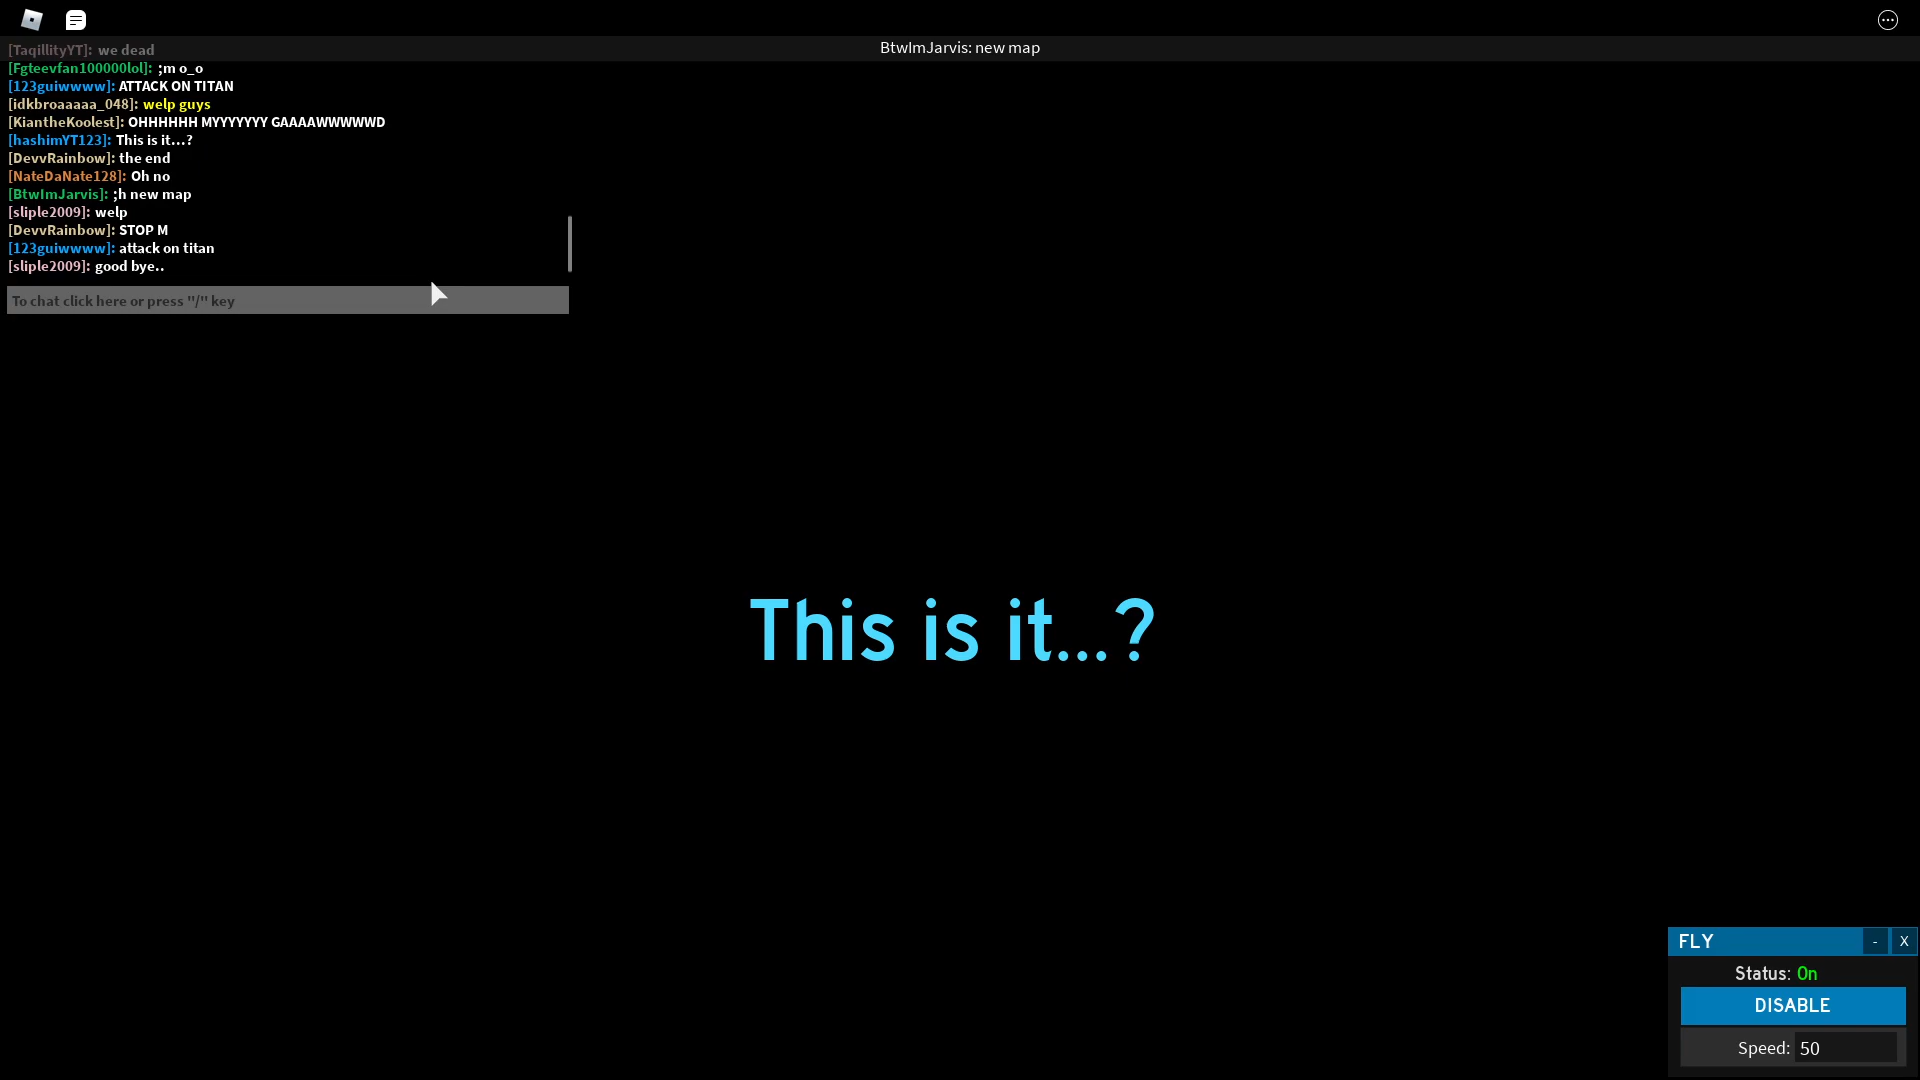 BtwImJarvis: new map
[TaqillityYT]: we dead
[Fgteevfan100000lol]: ;m o_o
[123guiwwww]: ATTACK ON TITAN
[idkbroaaaaa_048]: welp guys
[KiantheKoolest]: OHHHHHH MYYYYYYY GAAAAWWWWWD
[hashimYT123]: This is it...?
[DevvRainbow]: the end
[NateDaNate128]: Oh no
[BtwImJarvis]: ;h new map
[sliple2009]: welp
[DevvRainbow]: STOP M
[123guiwwww]: attack on titan
[sliple2009]: good bye..
To chat click here or press "/" key
This is it...?
FLY - X
Status: On
DISABLE
Speed: 50